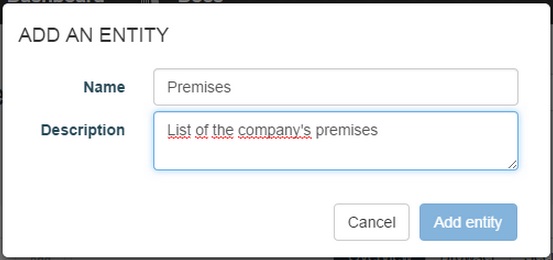 ADD AN ENTITY
Name
Premises
Description
List of the company's premises
Cancel
Add entity